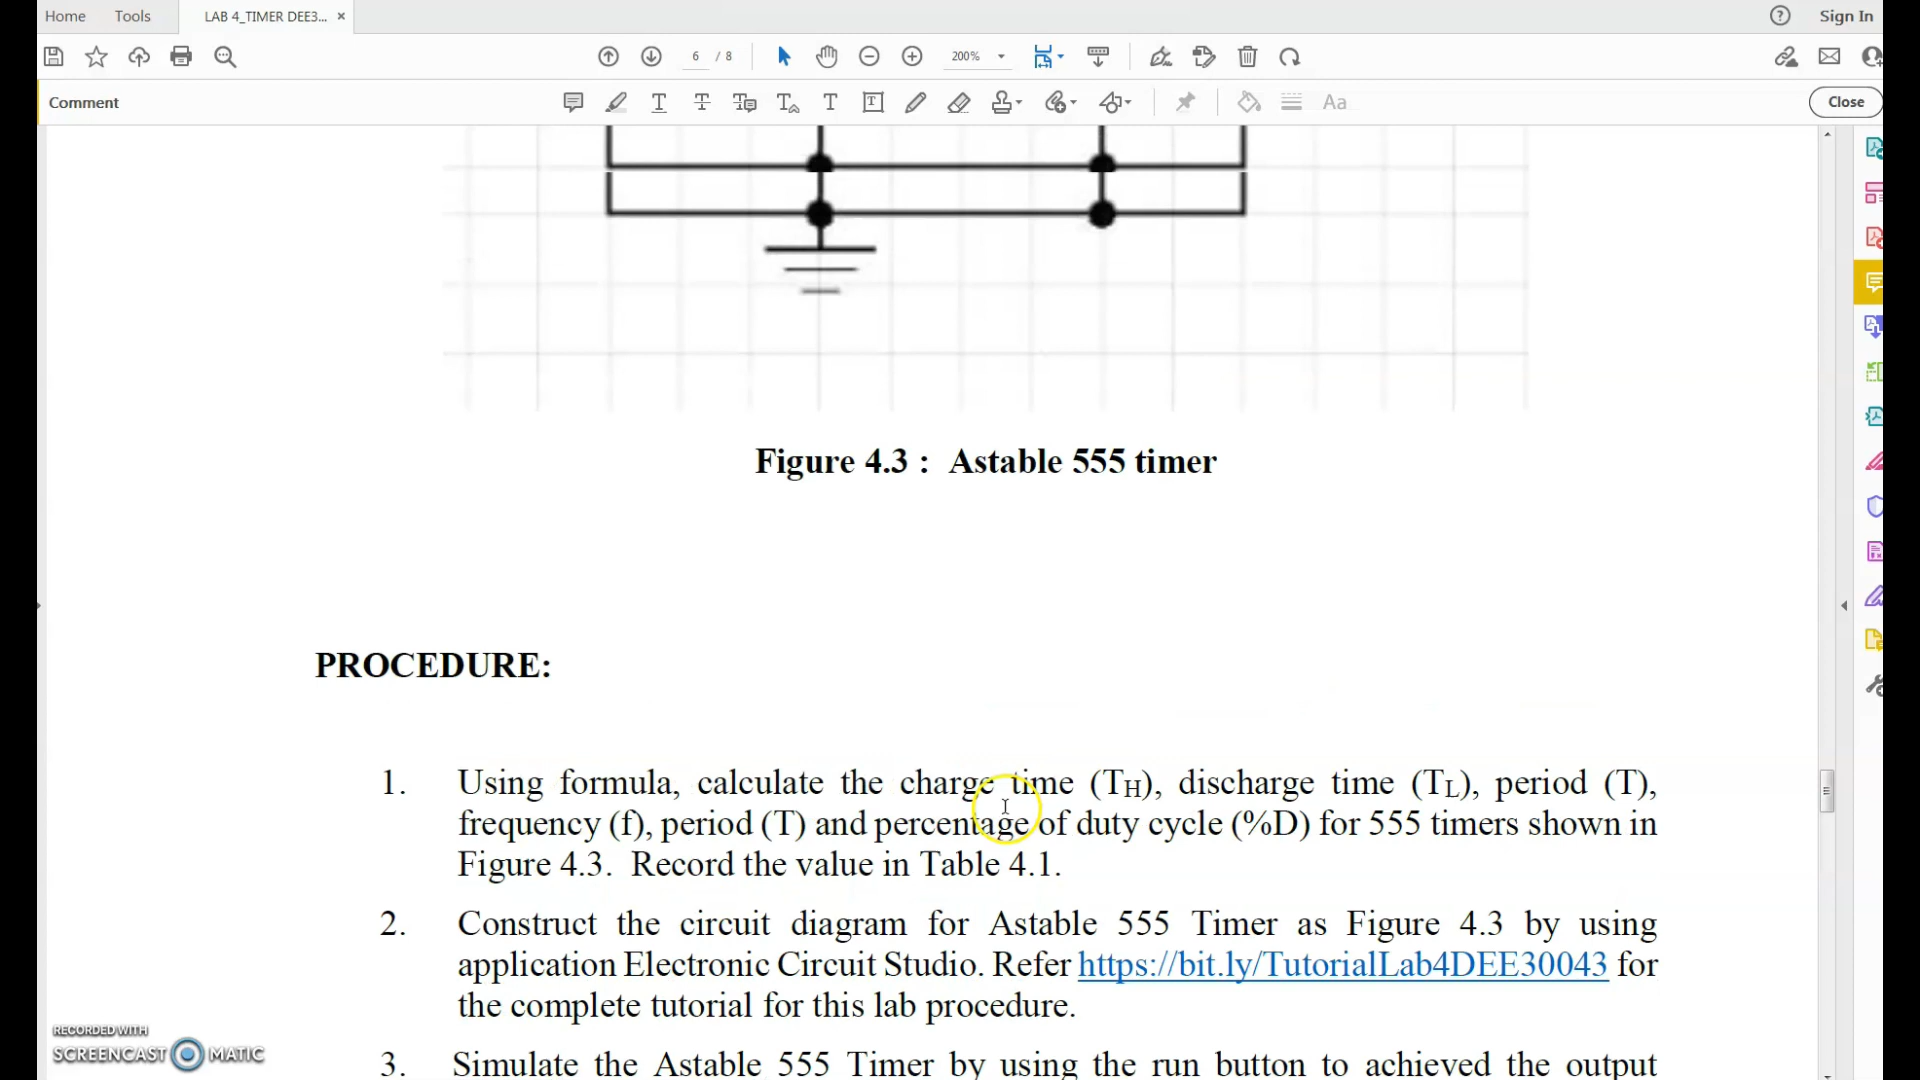 Home Tools LAB 4_TIMER DEE3... × Sign In
6 / 8 200%
Comment Close
Figure 4.3 : Astable 555 timer
PROCEDURE:
1. Using formula, calculate the charge time (TH), discharge time (TL), period (T),
frequency (f), period (T) and percentage of duty cycle (%D) for 555 timers shown in
Figure 4.3. Record the value in Table 4.1.
2. Construct the circuit diagram for Astable 555 Timer as Figure 4.3 by using
application Electronic Circuit Studio. Refer https://bit.ly/TutorialLab4DEE30043 for
the complete tutorial for this lab procedure.
3. Simulate the Astable 555 Timer by using the run button to achieved the output
RECORDED WITH
SCREENCAST MATIC